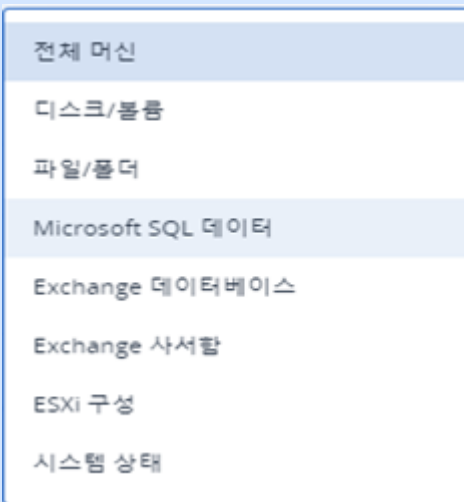 전체 머신
디스크/볼륨
파일/폴더
Microsoft SQL 데이터
Exchange 데이터베이스
Exchange 사서함
ESXi 구성
시스템 상태